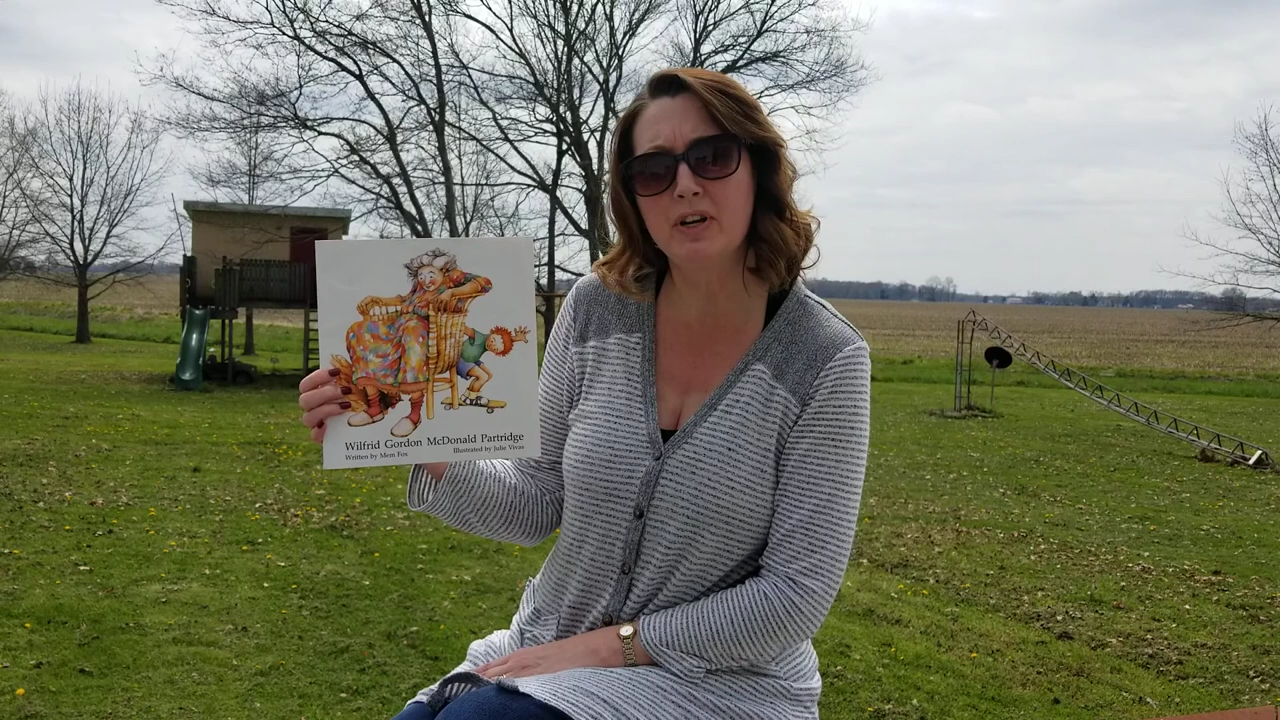 Wilfrid Gordon McDonald Partridge
Written by Mem Fox
Illustrated by Julie Vivas